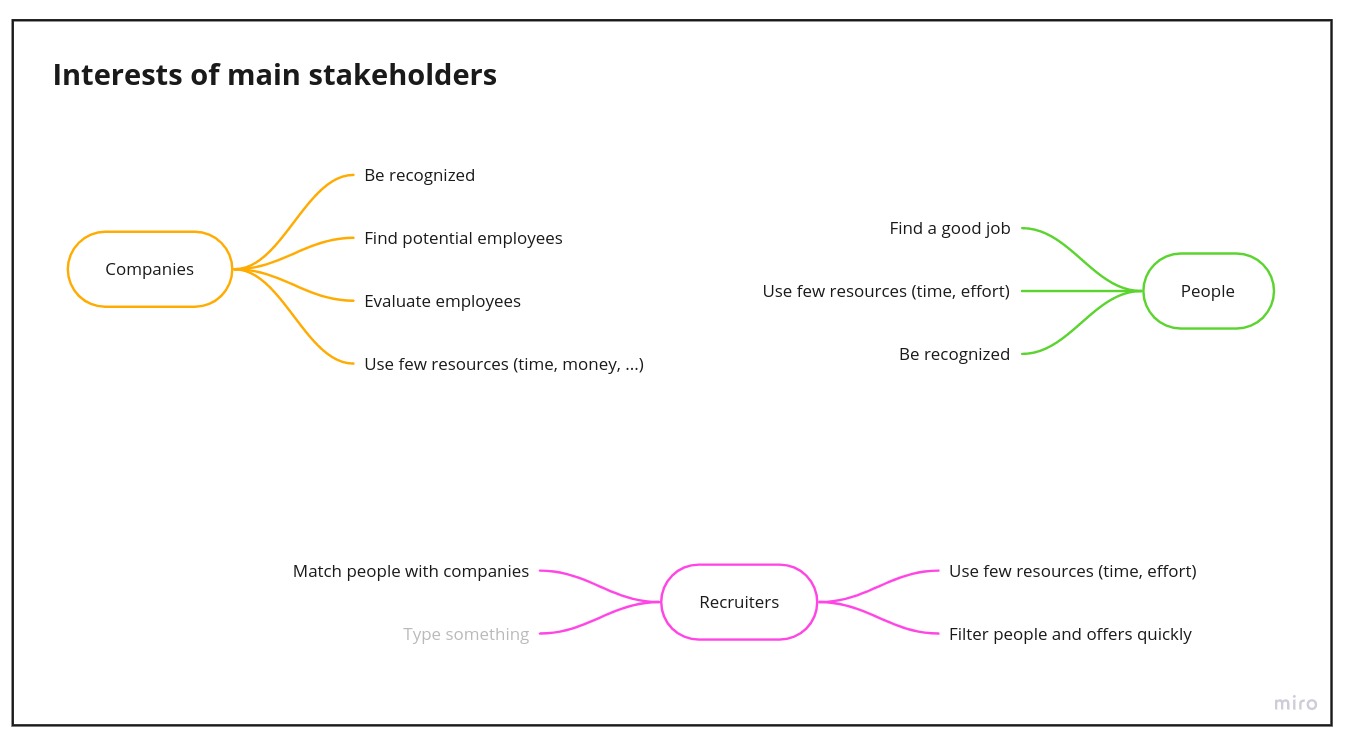 Interests of main stakeholders
Companies
Be recognized
Find potential employees
Evaluate employees
Use few resources (time, money, ...)
Find a good job
Use few resources (time, effort)
Be recognized
People
Match people with companies
Type something
Recruiters
Use few resources (time, effort)
Filter people and offers quickly
miro